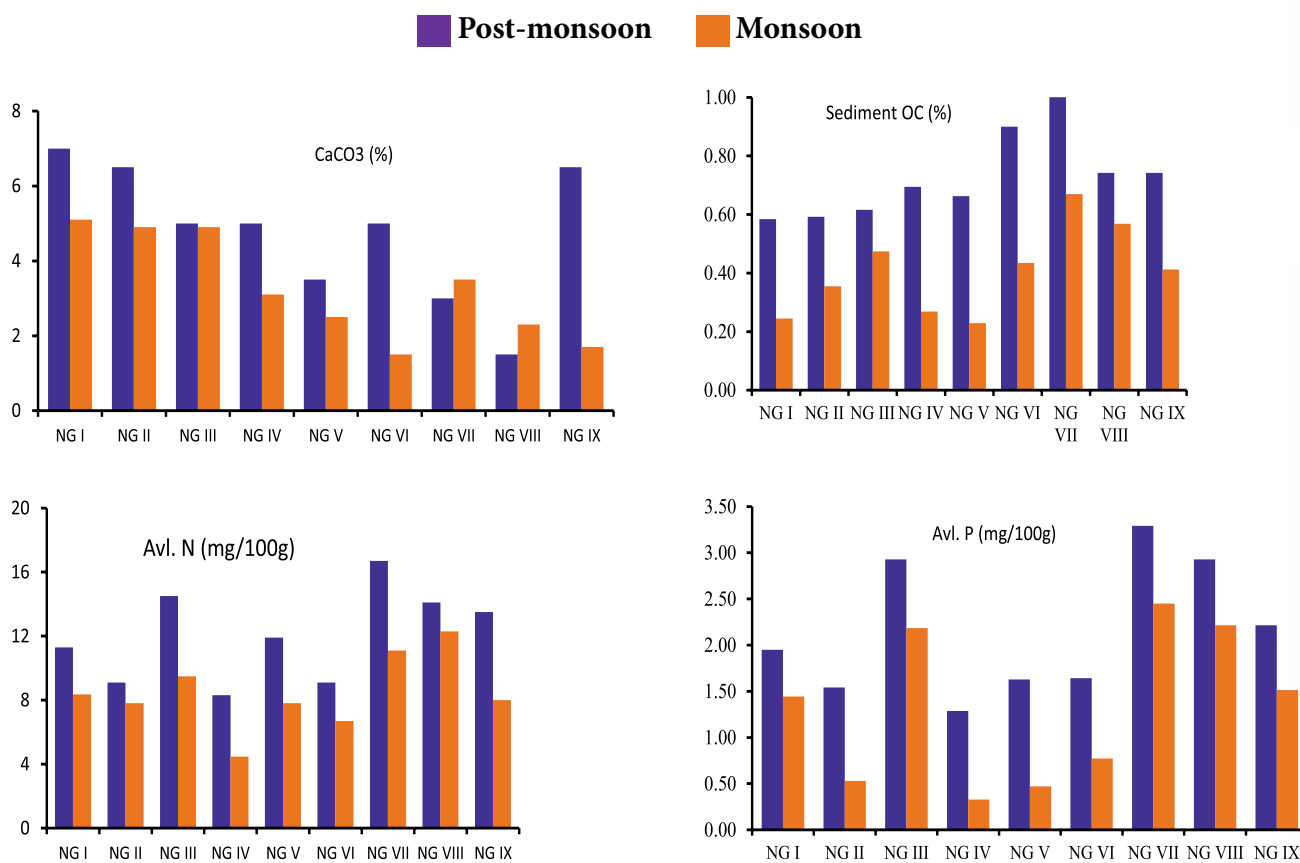 Post-monsoon Monsoon
CaCO3 (%)
8
6
4
2
0
NG I NG II NG III NG IV NG V NG VI NG VII NG VIII NG IX
Sediment OC (%)
1.00
0.80
0.60
0.40
0.20
0.00
NG I NG II NG III NG IV NG V NG VI NG VII NG VIII NG IX
Avl. N (mg/100g)
20
16
12
8
4
0
NG I NG II NG III NG IV NG V NG VI NG VII NG VIII NG IX
Avl. P (mg/100g)
3.50
3.00
2.50
2.00
1.50
1.00
0.50
0.00
NG I NG II NG III NG IV NG V NG VI NG VII NG VIII NG IX